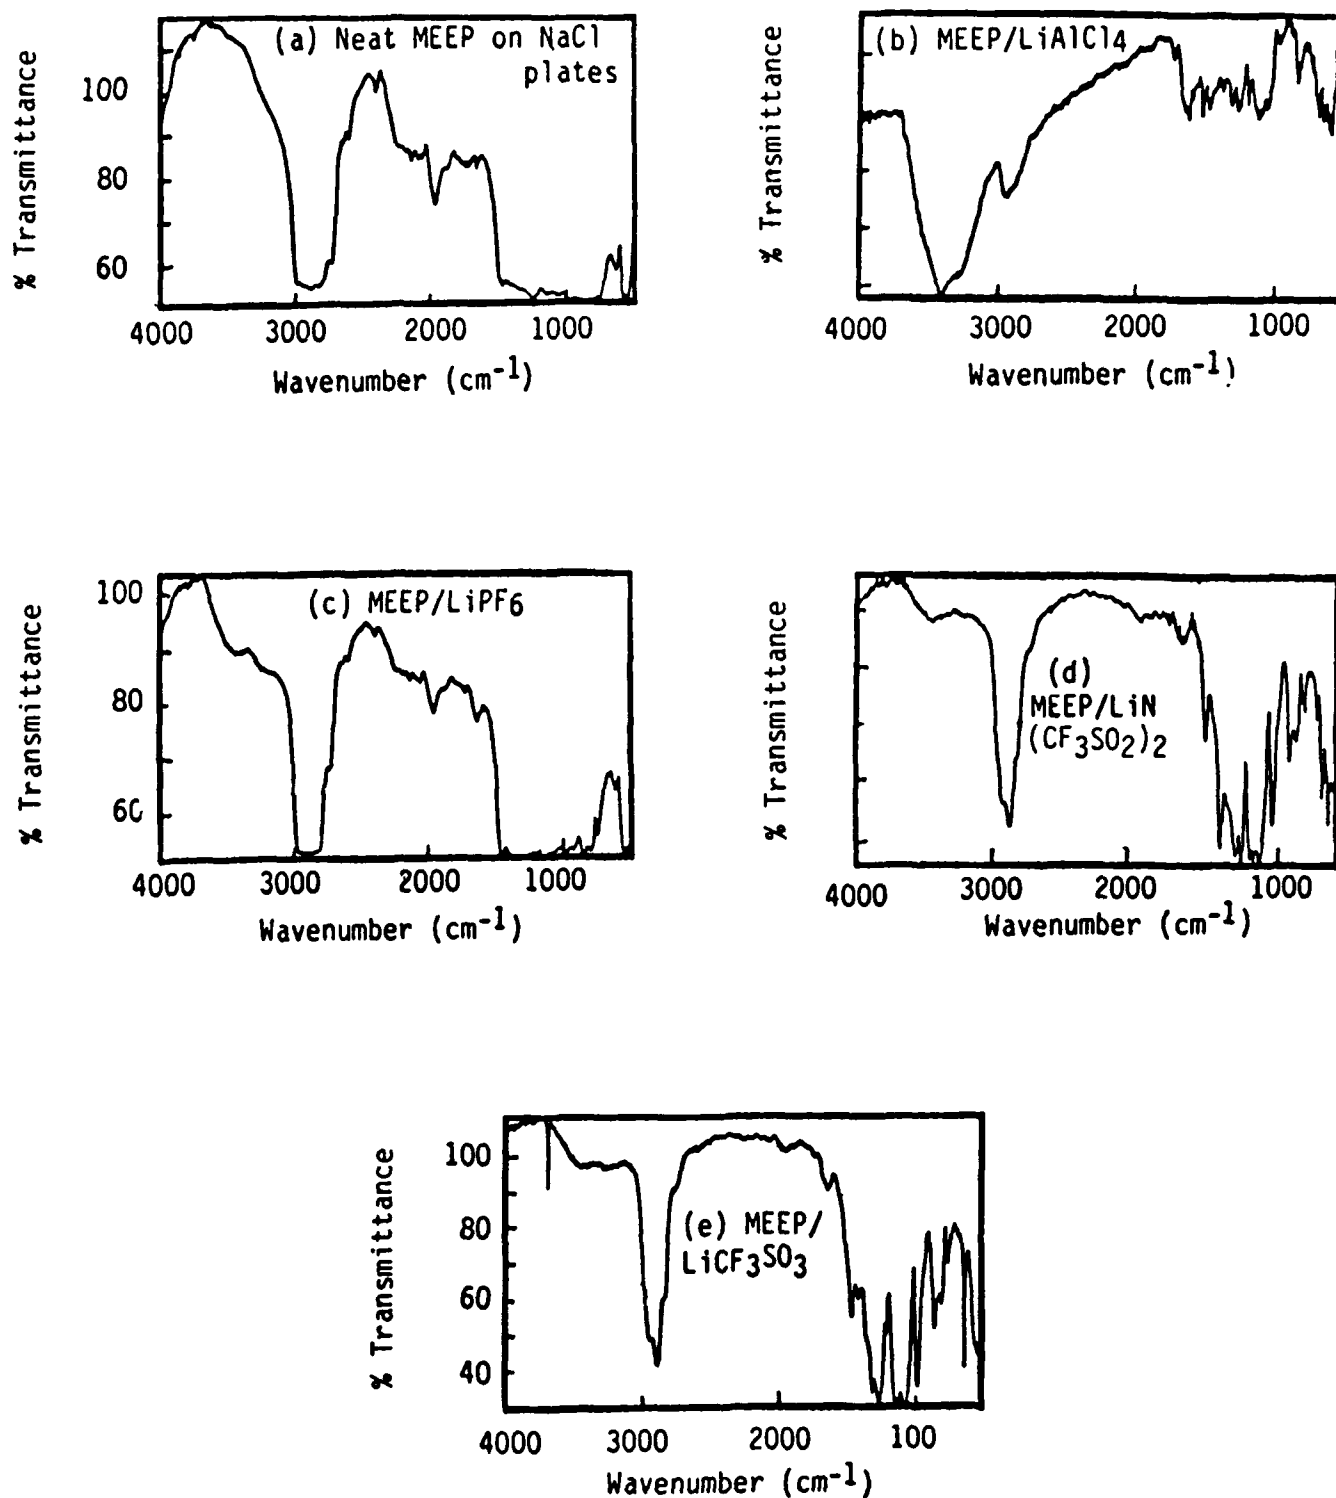 (a) Neat MEEP on NaCl
plates
% Transmittance
100
80
60
4000 3000 2000 1000
Wavenumber (cm-1)
(b) MEEP/LiAlCl4
% Transmittance
4000 3000 2000 1000
Wavenumber (cm-1)
(c) MEEP/LiPF6
% Transmittance
100
80
60
4000 3000 2000 1000
Wavenumber (cm-1)
(d)
MEEP/LiN
(CF3SO2)2
% Transmittance
4000 3000 2000 1000
Wavenumber (cm-1)
(e) MEEP/
LiCF3SO3
% Transmittance
100
80
60
40
4000 3000 2000 100
Wavenumber (cm-1)